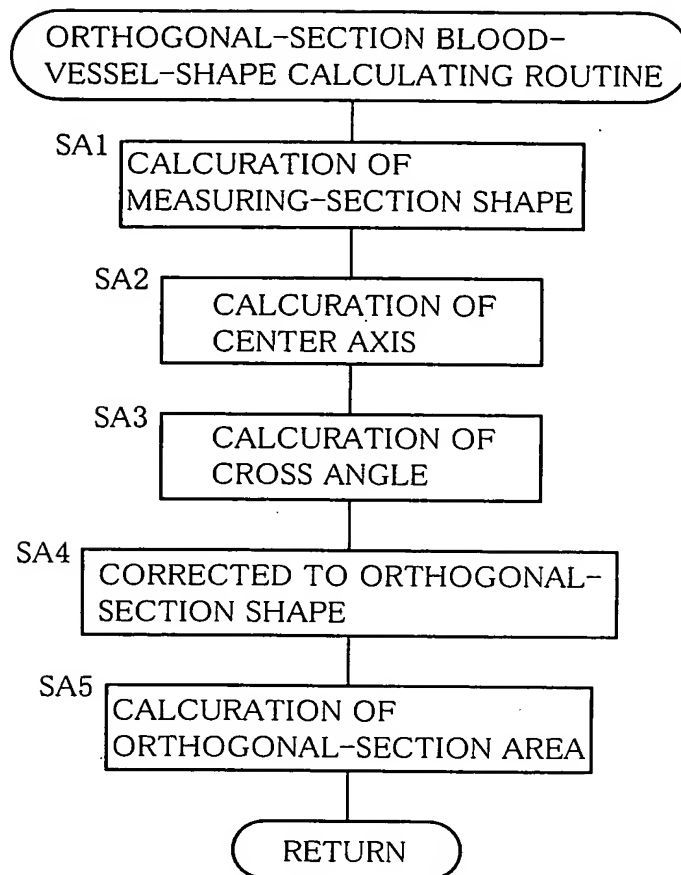 ORTHOGONAL-SECTION BLOOD-
VESSEL-SHAPE CALCULATING ROUTINE
SA1
CALCURATION OF
MEASURING-SECTION SHAPE
SA2
CALCURATION OF
CENTER AXIS
SA3
CALCURATION OF
CROSS ANGLE
SA4
CORRECTED TO ORTHOGONAL-
SECTION SHAPE
SA5
CALCURATION OF
ORTHOGONAL-SECTION AREA
RETURN